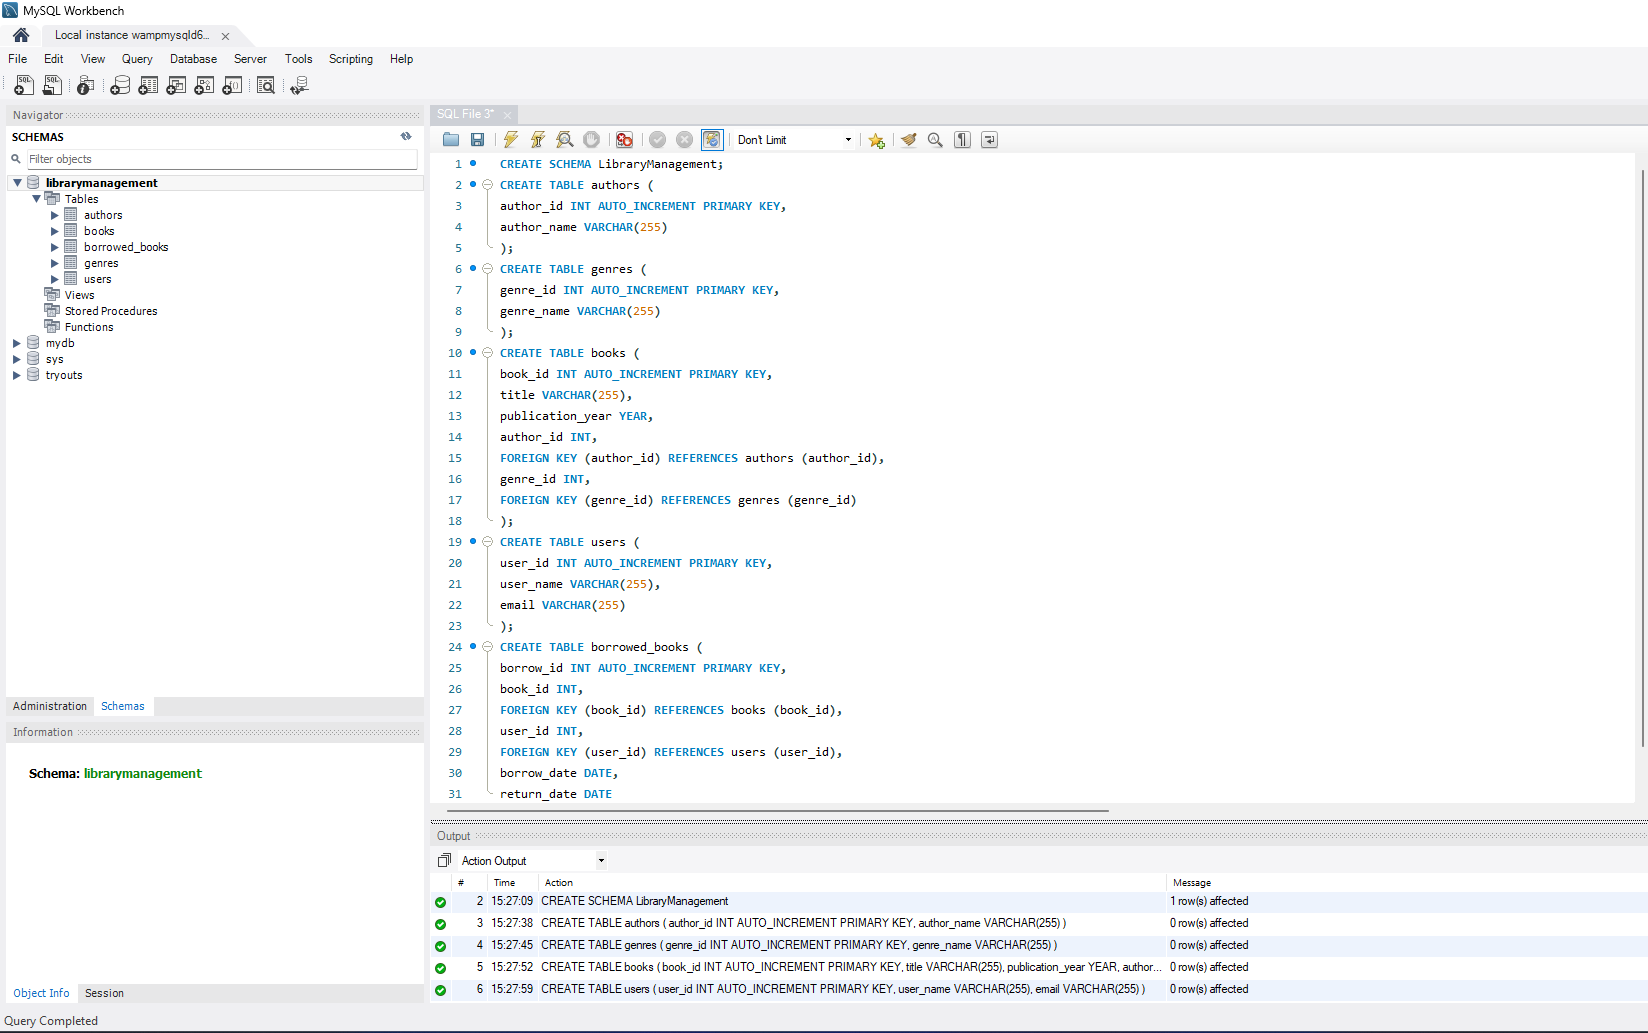 MySQL Workbench
Local instance wampmysqld6...
File Edit View Query Database Server Tools Scripting Help
Navigator
SCHEMAS
Filter objects
librarymanagement
Tables
authors
books
borrowed_books
genres
users
Views
Stored Procedures
Functions
mydb
sys
tryouts
Administration Schemas
Information
Schema: librarymanagement
Object Info Session
SQL File 3*
Don't Limit
1 CREATE SCHEMA LibraryManagement;
2 CREATE TABLE authors (
3 author_id INT AUTO_INCREMENT PRIMARY KEY,
4 author_name VARCHAR(255)
5 );
6 CREATE TABLE genres (
7 genre_id INT AUTO_INCREMENT PRIMARY KEY,
8 genre_name VARCHAR(255)
9 );
10 CREATE TABLE books (
11 book_id INT AUTO_INCREMENT PRIMARY KEY,
12 title VARCHAR(255),
13 publication_year YEAR,
14 author_id INT,
15 FOREIGN KEY (author_id) REFERENCES authors (author_id),
16 genre_id INT,
17 FOREIGN KEY (genre_id) REFERENCES genres (genre_id)
18 );
19 CREATE TABLE users (
20 user_id INT AUTO_INCREMENT PRIMARY KEY,
21 user_name VARCHAR(255),
22 email VARCHAR(255)
23 );
24 CREATE TABLE borrowed_books (
25 borrow_id INT AUTO_INCREMENT PRIMARY KEY,
26 book_id INT,
27 FOREIGN KEY (book_id) REFERENCES books (book_id),
28 user_id INT,
29 FOREIGN KEY (user_id) REFERENCES users (user_id),
30 borrow_date DATE,
31 return_date DATE
Output
Action Output
# Time Action Message
2 15:27:09 CREATE SCHEMA LibraryManagement 1 row(s) affected
3 15:27:38 CREATE TABLE authors ( author_id INT AUTO_INCREMENT PRIMARY KEY, author_name VARCHAR(255) ) 0 row(s) affected
4 15:27:45 CREATE TABLE genres ( genre_id INT AUTO_INCREMENT PRIMARY KEY, genre_name VARCHAR(255) ) 0 row(s) affected
5 15:27:52 CREATE TABLE books ( book_id INT AUTO_INCREMENT PRIMARY KEY, title VARCHAR(255), publication_year YEAR, author... 0 row(s) affected
6 15:27:59 CREATE TABLE users ( user_id INT AUTO_INCREMENT PRIMARY KEY, user_name VARCHAR(255), email VARCHAR(255) ) 0 row(s) affected
Query Completed